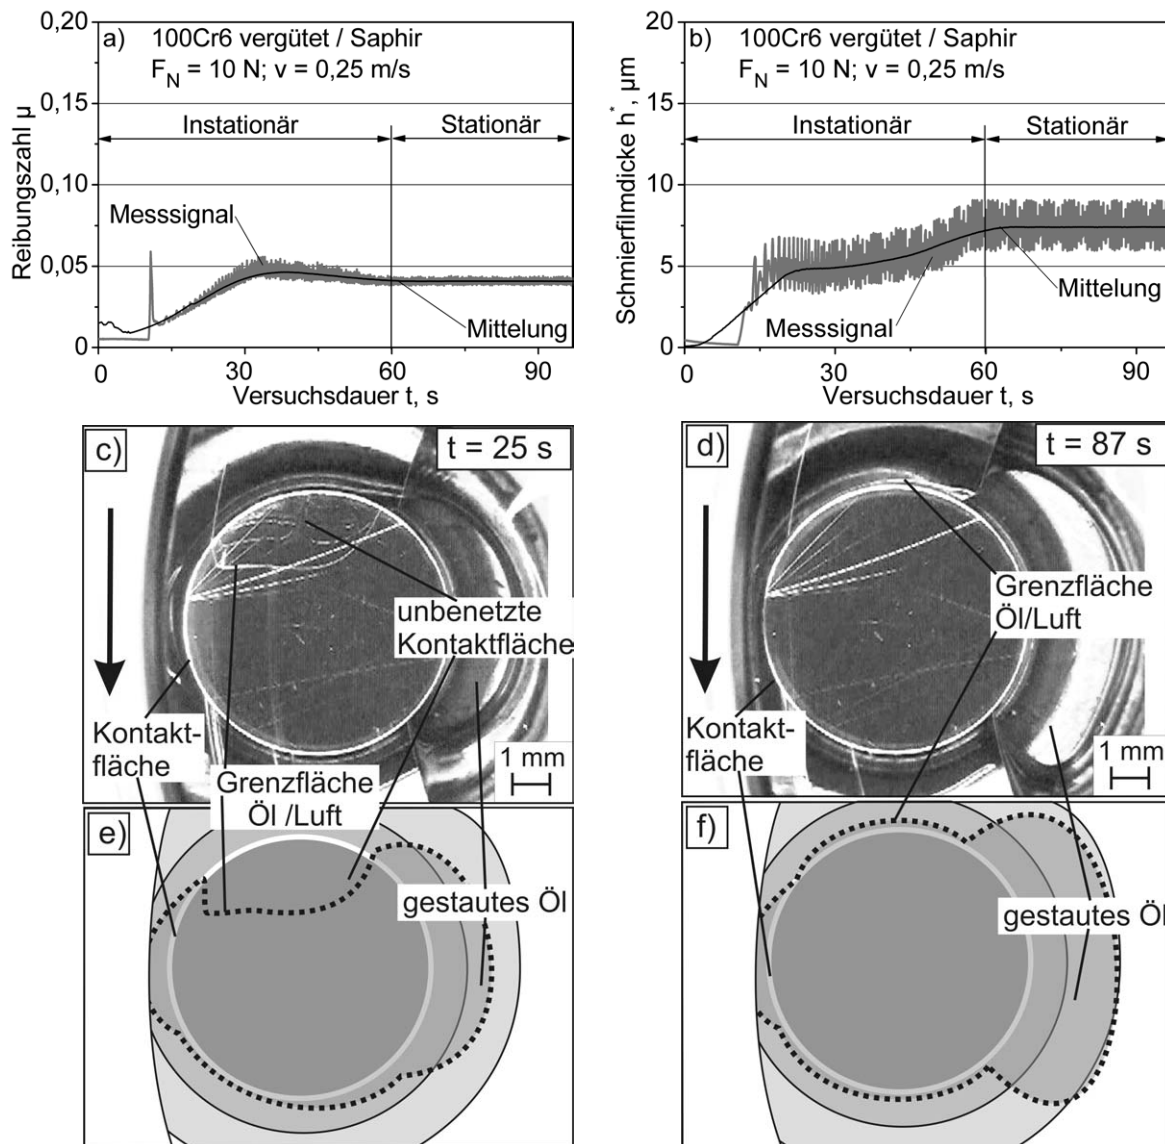 a) 100Cr6 vergütet / Saphir
F_N = 10 N; v = 0,25 m/s
Reibungszahl μ
0,20
0,15
0,10
0,05
0
Instationär
Stationär
Messsignal
Mittelung
0 30 60 90
Versuchsdauer t, s
b) 100Cr6 vergütet / Saphir
F_N = 10 N; v = 0,25 m/s
Schmierfilmdicke h*, μm
20
15
10
5
0
Instationär
Stationär
Messsignal
Mittelung
0 30 60 90
Versuchsdauer t, s
c)
t = 25 s
unbenetzte
Kontaktfläche
Kontakt-
fläche
Grenzfläche
Öl /Luft
1 mm
d)
t = 87 s
Grenzfläche
Öl/Luft
Kontakt-
fläche
1 mm
e)
gestautes Öl
f)
gestautes Öl